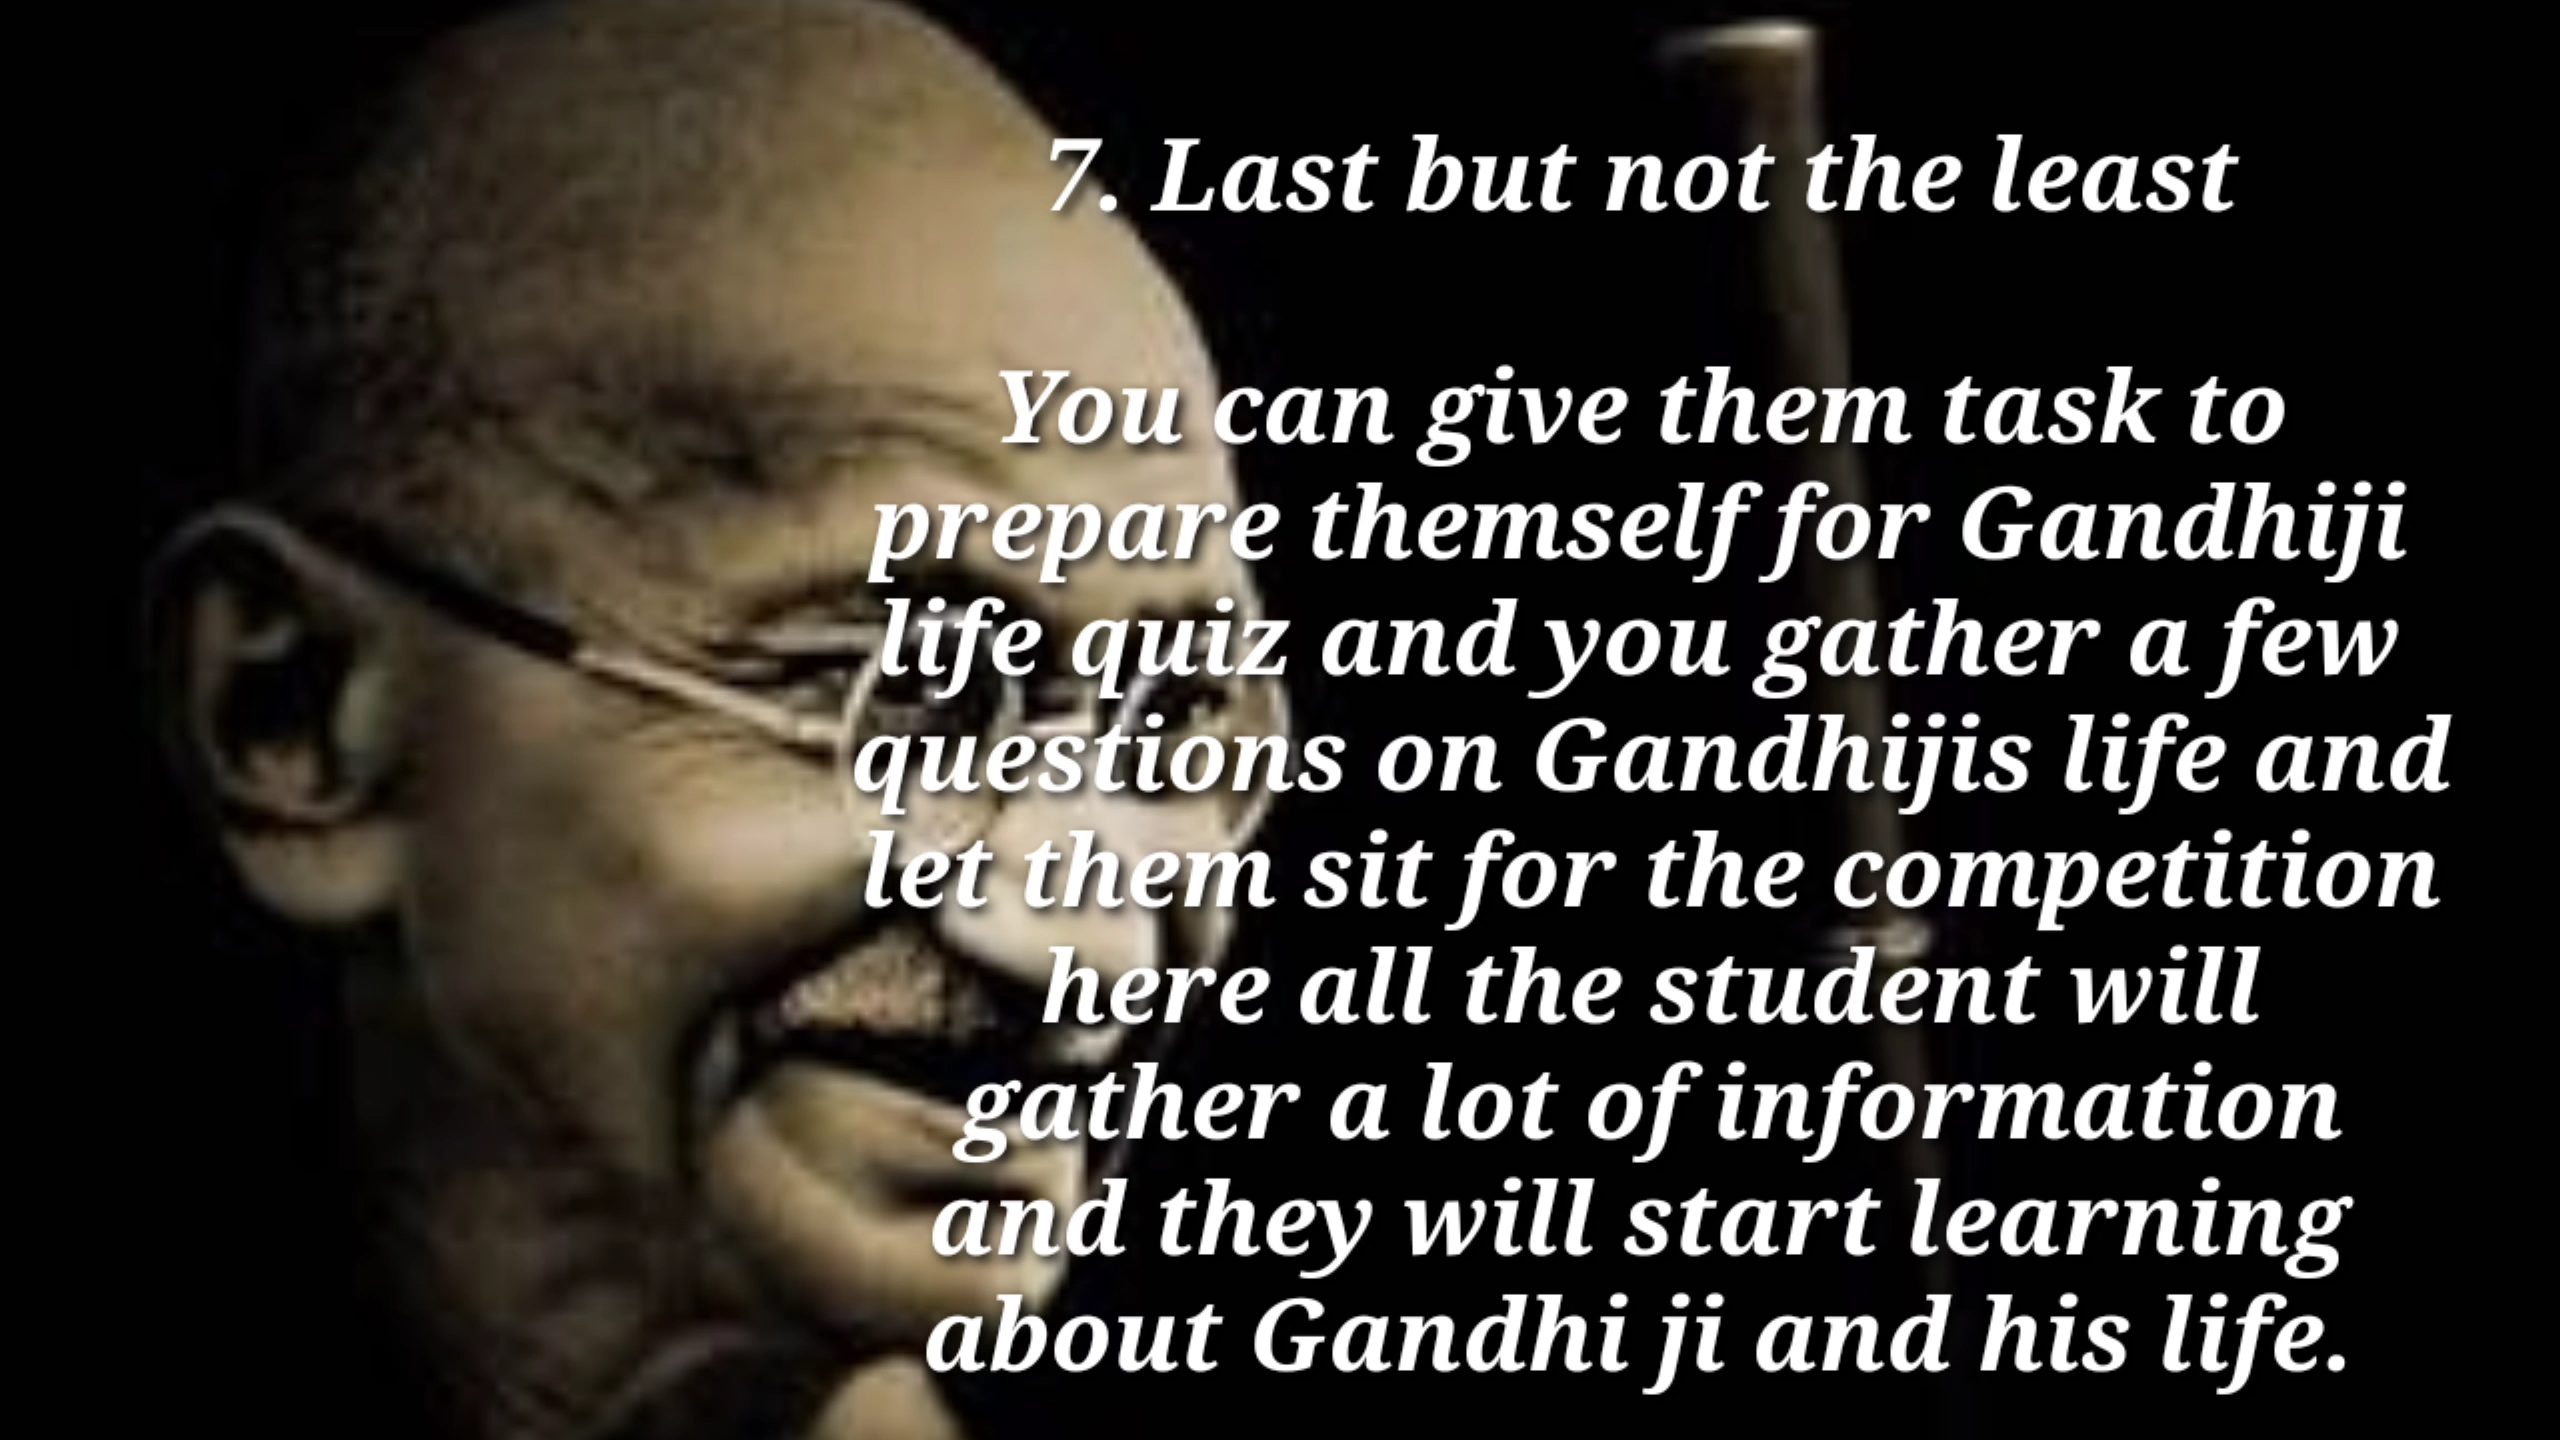 7. Last but not the least
You can give them task to
prepare themself for Gandhiji
life quiz and you gather a few
questions on Gandhijis life and
let them sit for the competition
here all the student will
gather a lot of information
and they will start learning
about Gandhi ji and his life.